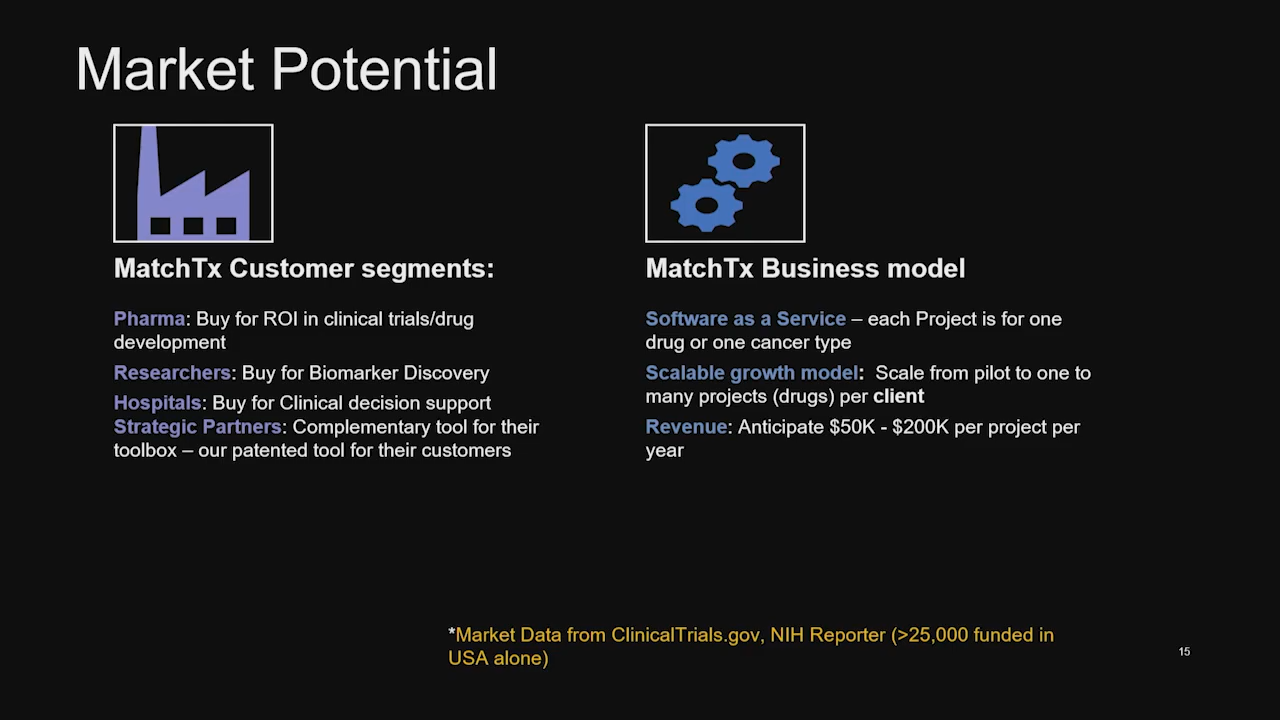 Market Potential
MatchTx Customer segments:
Pharma: Buy for ROI in clinical trials/drug
development
Researchers: Buy for Biomarker Discovery
Hospitals: Buy for Clinical decision support
Strategic Partners: Complementary tool for their
toolbox – our patented tool for their customers
MatchTx Business model
Software as a Service – each Project is for one
drug or one cancer type
Scalable growth model:  Scale from pilot to one to
many projects (drugs) per client
Revenue: Anticipate $50K - $200K per project per
year
*Market Data from ClinicalTrials.gov, NIH Reporter (>25,000 funded in
USA alone)
15